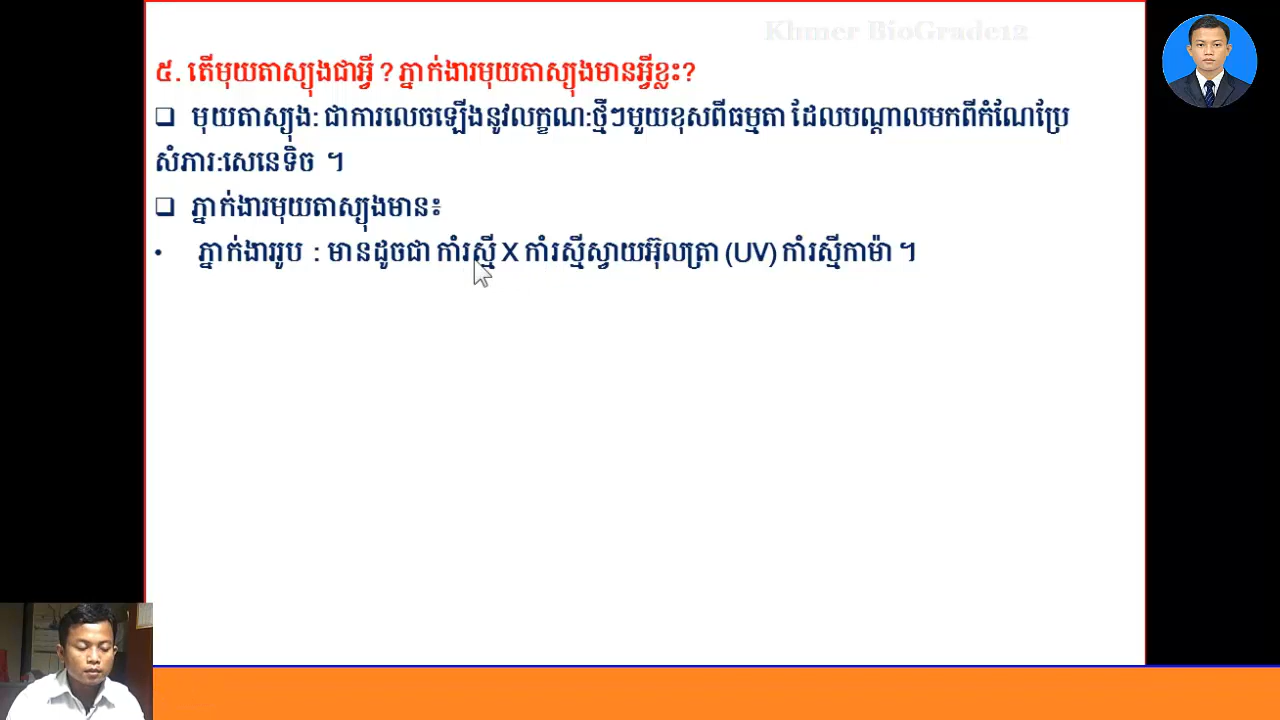 Khmer BioGrade12
៥. តើមុយតាស្យុងជាអ្វី ? ភ្នាក់ងារមុយតាស្យុងមានអ្វីខ្លះ?
❑ មុយតាស្យុង: ជាការលេចឡើងនូវលក្ខណ:ថ្មីៗមួយខុសពីធម្មតា ដែលបណ្តាលមកពីកំណែប្រែ
សំភារ:សេនេទិច ។
❑ ភ្នាក់ងារមុយតាស្យុងមាន៖
• ភ្នាក់ងាររូប : មានដូចជា កាំរស្មី X កាំរស្មីស្វាយអ៊ុលត្រា (UV) កាំរស្មីកាម៉ា ។